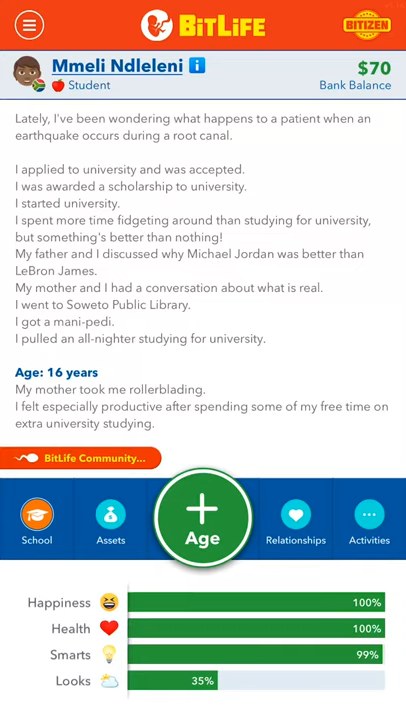 BITLIFE
BITIZEN
Mmeli Ndleleni i
$70
Student
Bank Balance
Lately, I've been wondering what happens to a patient when an
earthquake occurs during a root canal.
I applied to university and was accepted.
I was awarded a scholarship to university.
I started university.
I spent more time fidgeting around than studying for university,
but something's better than nothing!
My father and I discussed why Michael Jordan was better than
LeBron James.
My mother and I had a conversation about what is real.
I went to Soweto Public Library.
I got a mani-pedi.
I pulled an all-nighter studying for university.
Age: 16 years
My mother took me rollerblading.
I felt especially productive after spending some of my free time on
extra university studying.
BitLife Community...
School
Assets
+
Age
Relationships
Activities
Happiness 100%
Health 100%
Smarts 99%
Looks 35%